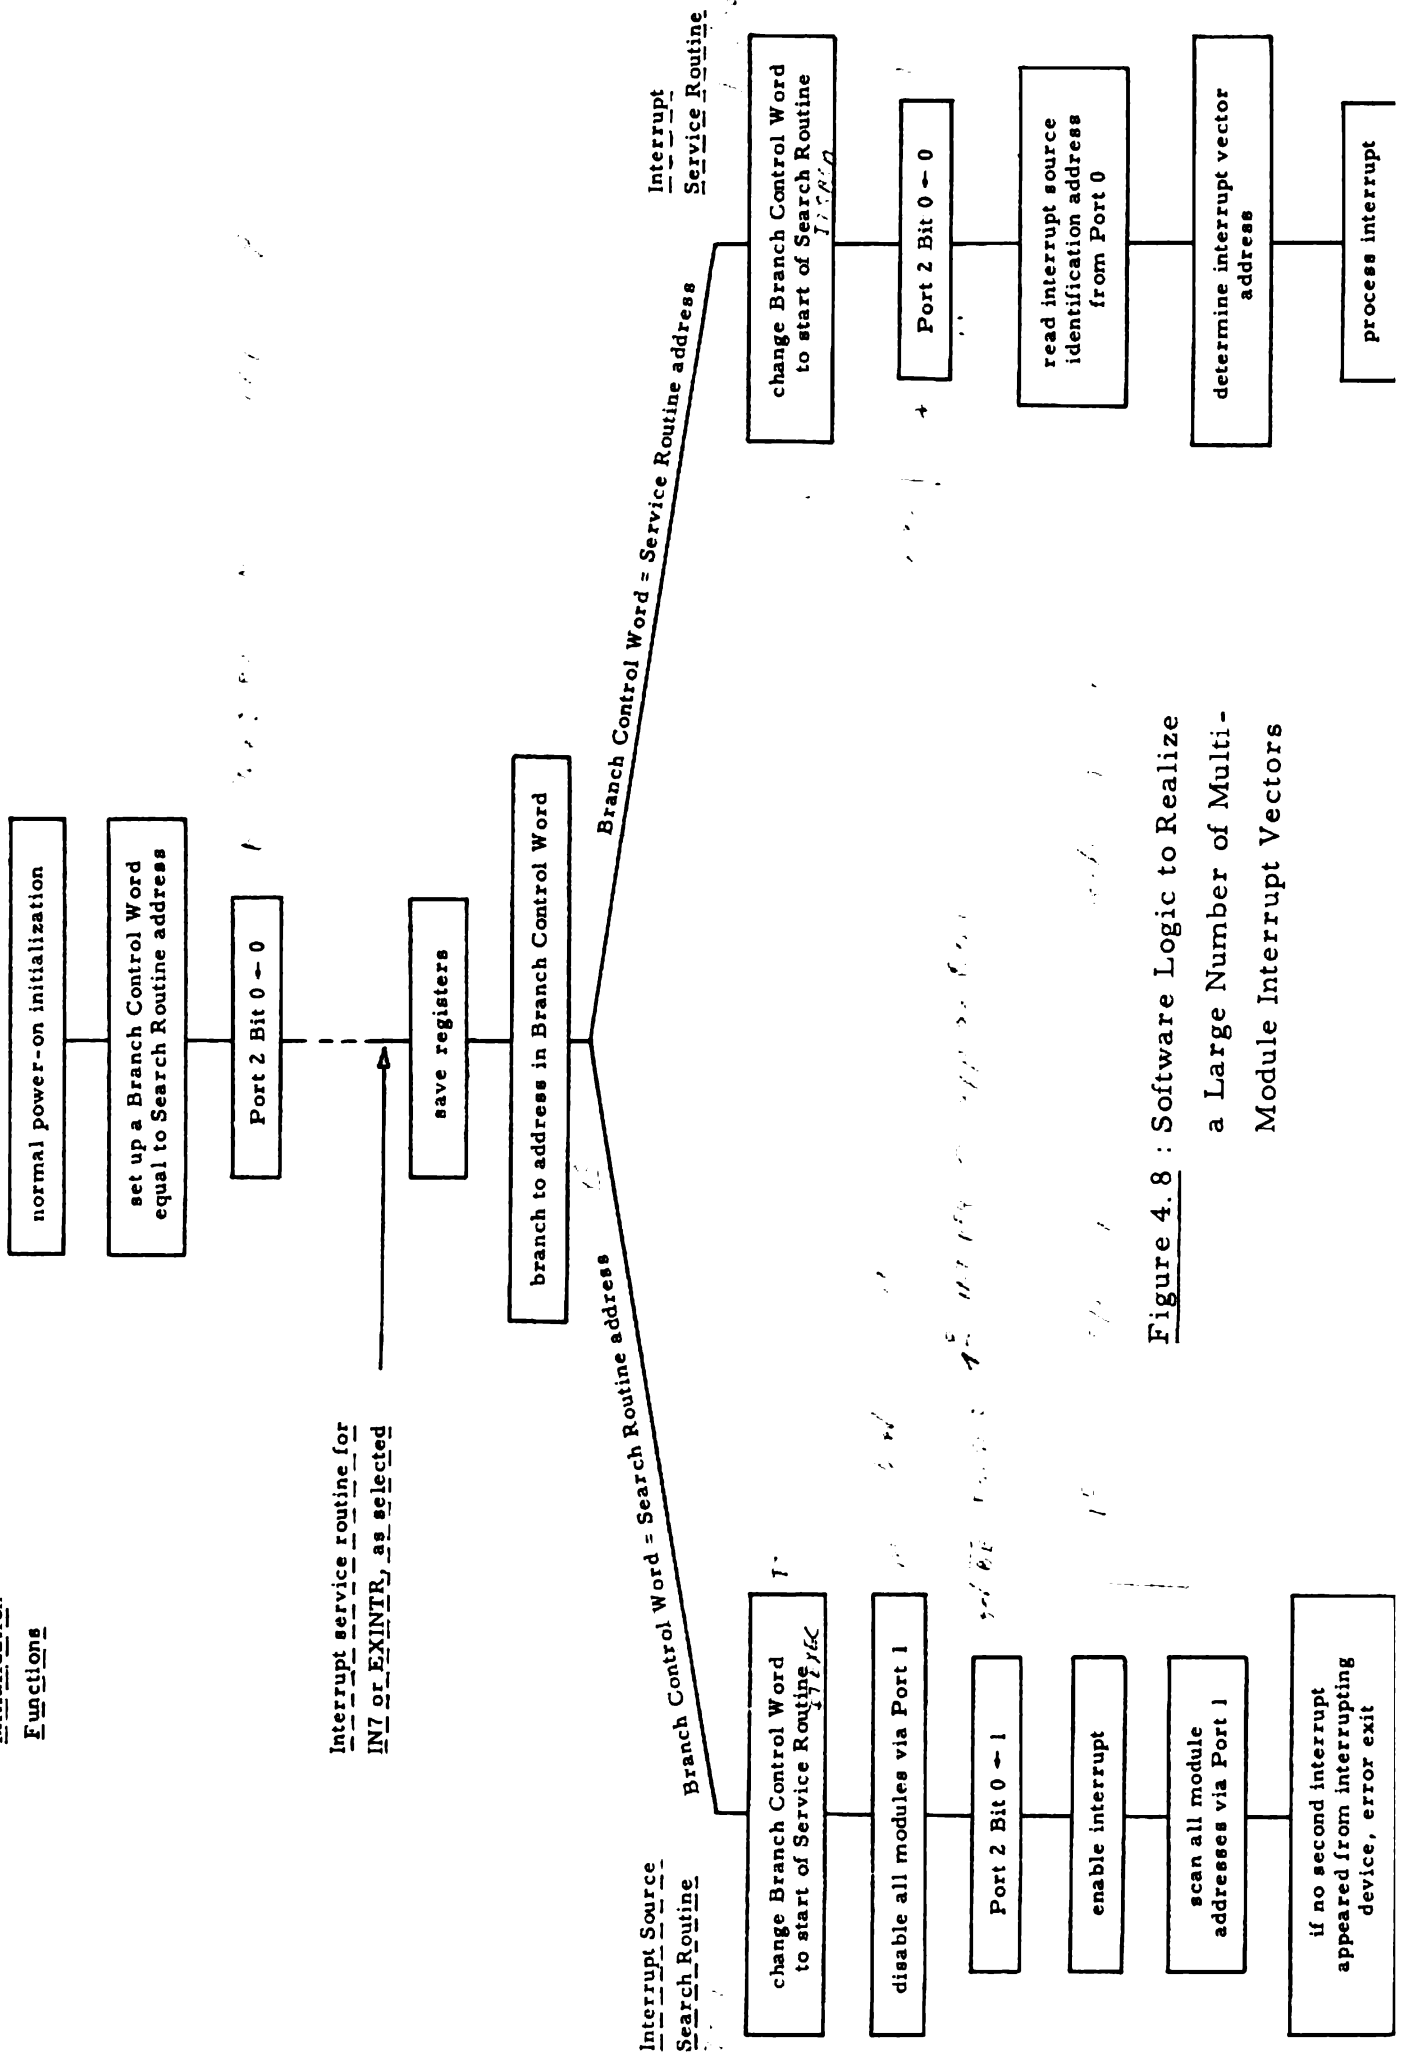 Functions
normal power-on initialization
set up a Branch Control Word
equal to Search Routine address
Port 2 Bit 0 ← 0
Interrupt service routine for
IN7 or EXINTR, as selected
save registers
branch to address in Branch Control Word
Branch Control Word = Search Routine address
Branch Control Word = Service Routine address
Interrupt Source
Search Routine
change Branch Control Word
to start of Service Routine
disable all modules via Port 1
Port 2 Bit 0 ← 1
enable interrupt
scan all module
addresses via Port 1
if no second interrupt
appeared from interrupting
device, error exit
Interrupt
Service Routine
change Branch Control Word
to start of Search Routine
Port 2 Bit 0 ← 0
read interrupt source
identification address
from Port 0
determine interrupt vector
address
process interrupt
Figure 4.8 : Software Logic to Realize
a Large Number of Multi-
Module Interrupt Vectors